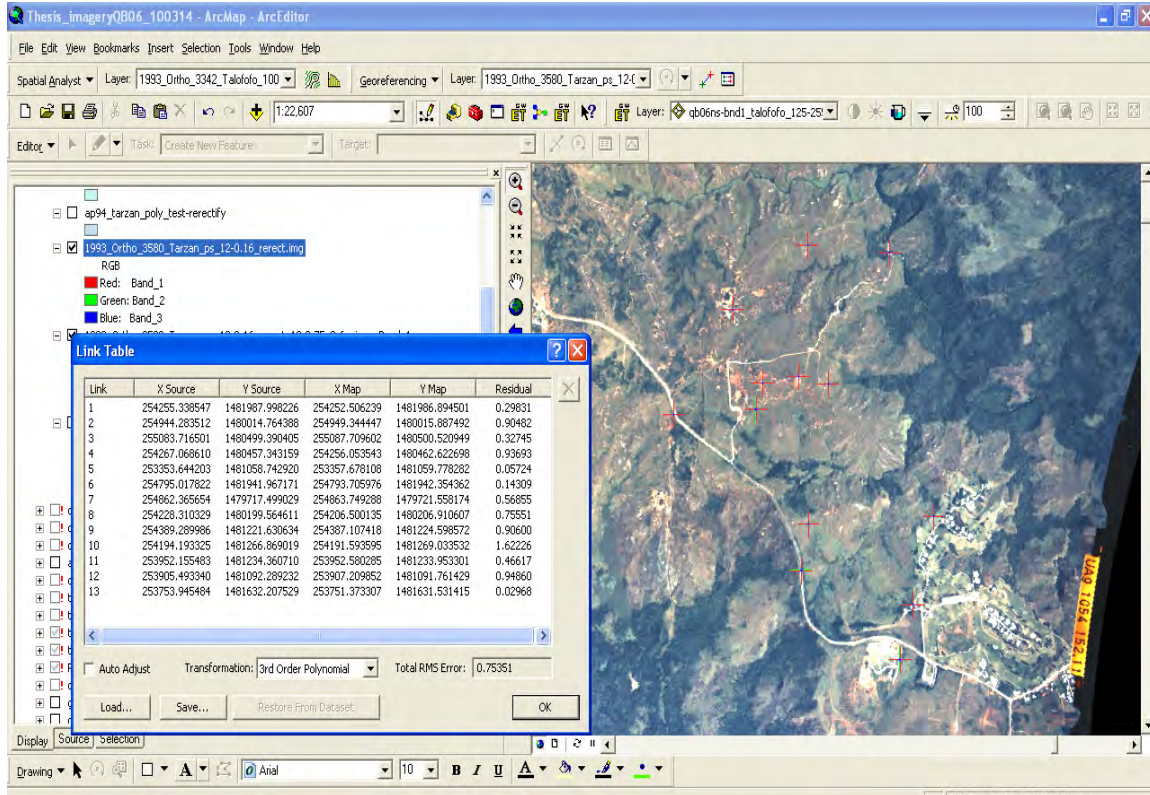 Thesis_imageryQB06_100314 - ArcMap - ArcEditor
File Edit View Bookmarks Insert Selection Tools Window Help
Spatial Analyst Layer: 1993_Ortho_3342_Talofofo_100 Georeferencing Layer: 1993_Ortho_3580_Tarzan_ps_12-0
1:22,607 Layer: qb06ns-bnd1_talofofo_125-25 100
Editor Task: Create New Feature Target:
ap94_tarzan_poly_test-rerectify
1993_Ortho_3580_Tarzan_ps_12-0.16_rerect.img
RGB
Red: Band_1
Green: Band_2
Blue: Band_3
Link Table
Link X Source Y Source X Map Y Map Residual
1 254255.338547 1481987.998226 254252.506239 1481986.894501 0.29831
2 254944.283512 1480014.764388 254949.344447 1480015.887492 0.90482
3 255083.716501 1480499.390405 255087.709602 1480500.520949 0.32745
4 254267.068610 1480457.343159 254256.053543 1480462.622698 0.93693
5 253353.644203 1481058.742920 253357.678108 1481059.778282 0.05724
6 254795.017822 1481941.967171 254793.705976 1481942.354362 0.14309
7 254862.365654 1479717.499029 254863.749288 1479721.558174 0.56855
8 254228.310329 1480199.564611 254206.500135 1480206.910607 0.75551
9 254389.289986 1481221.630634 254387.107418 1481224.598572 0.90600
10 254194.193325 1481266.869019 254191.593595 1481269.033532 1.62226
11 253952.155483 1481234.360710 253952.580285 1481233.953301 0.46617
12 253905.493340 1481092.289232 253907.209852 1481091.761429 0.94860
13 253753.945484 1481632.207529 253751.373307 1481631.531415 0.02968
Auto Adjust Transformation: 3rd Order Polynomial Total RMS Error: 0.75351
Load... Save... Restore From Dataset OK
UAG 1054 152.11
Display Source Selection
Drawing A Arial 10 B I U A